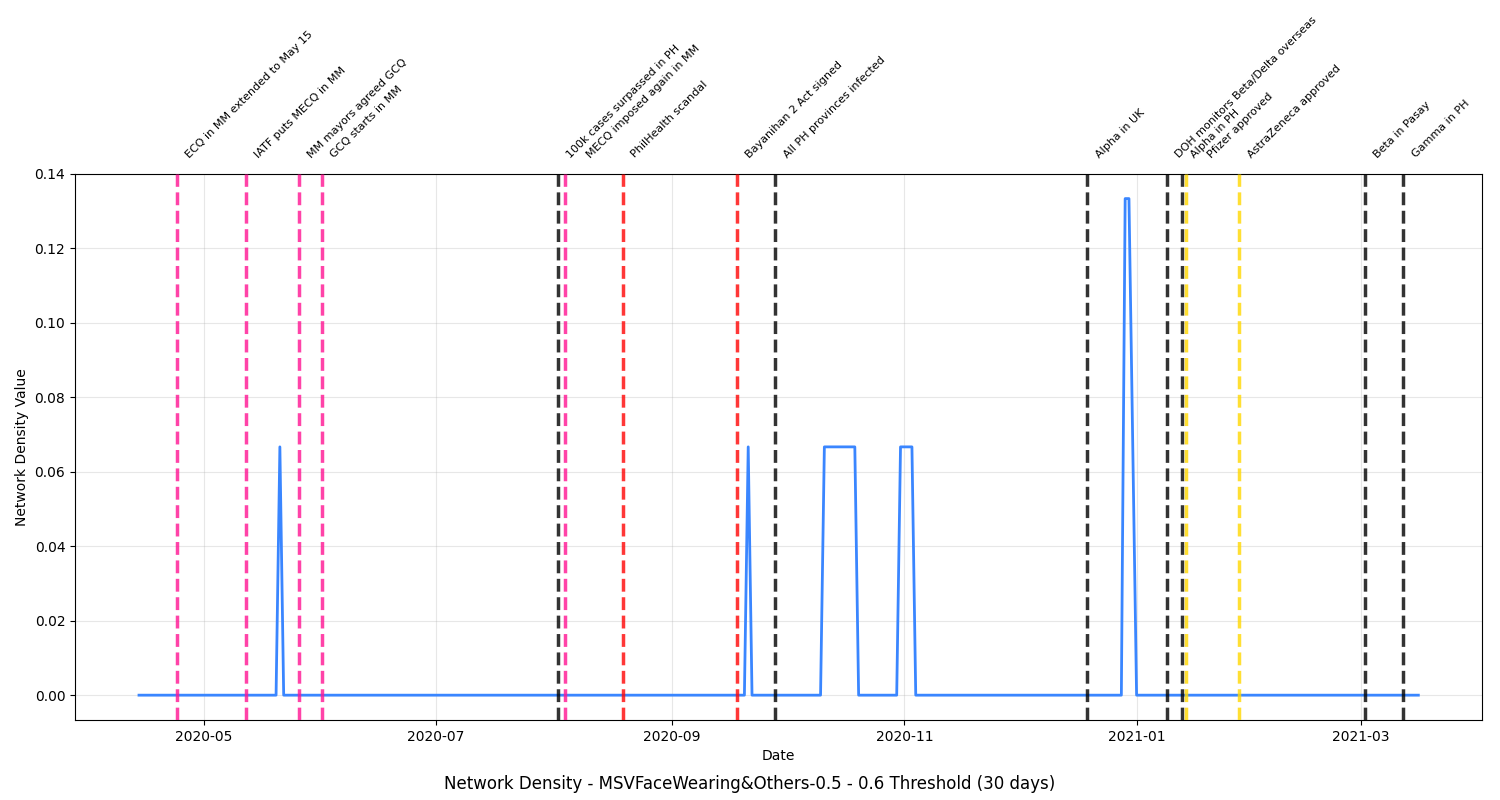 ECQ in MM extended to May 15
IATF puts MECQ in MM
MM mayors agreed GCQ
GCQ starts in MM
100k cases surpassed in PH
MECQ imposed again in MM
PhilHealth scandal
Bayanihan 2 Act signed
All PH provinces infected
Alpha in UK
DOH monitors Beta/Delta overseas
Alpha in PH
Pfizer approved
AstraZeneca approved
Beta in Pasay
Gamma in PH
Network Density Value
0.14
0.12
0.10
0.08
0.06
0.04
0.02
0.00
2020-05
2020-07
2020-09
2020-11
2021-01
2021-03
Date
Network Density - MSVFaceWearing&Others-0.5 - 0.6 Threshold (30 days)